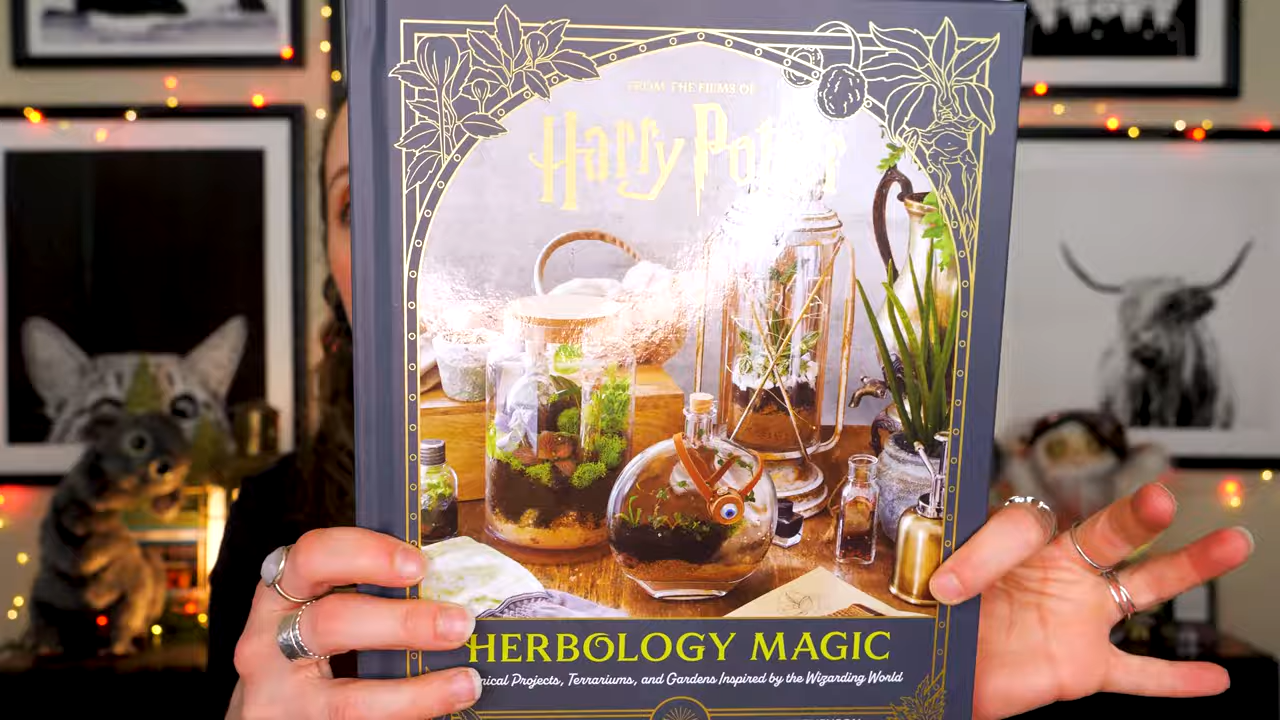 FROM THE FILMS OF
Harry Potter
HERBOLOGY MAGIC
Projects, Terrariums, and Gardens Inspired by the Wizarding World